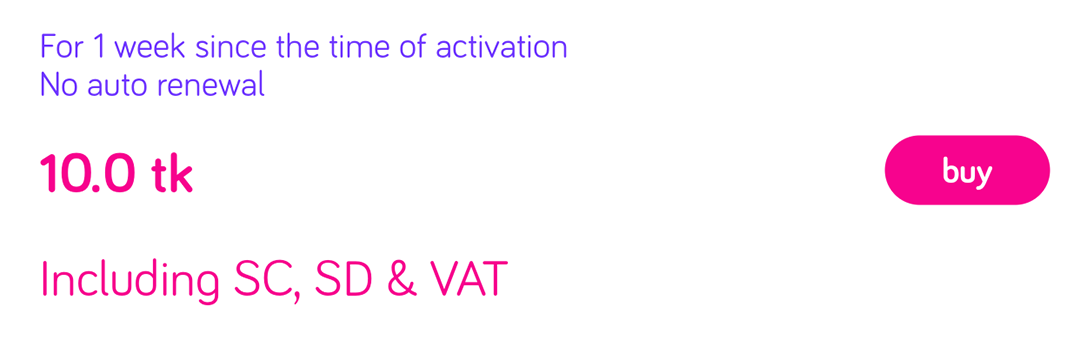 For 1 week since the time of activation
No auto renewal
10.0 tk
buy
Including SC, SD & VAT